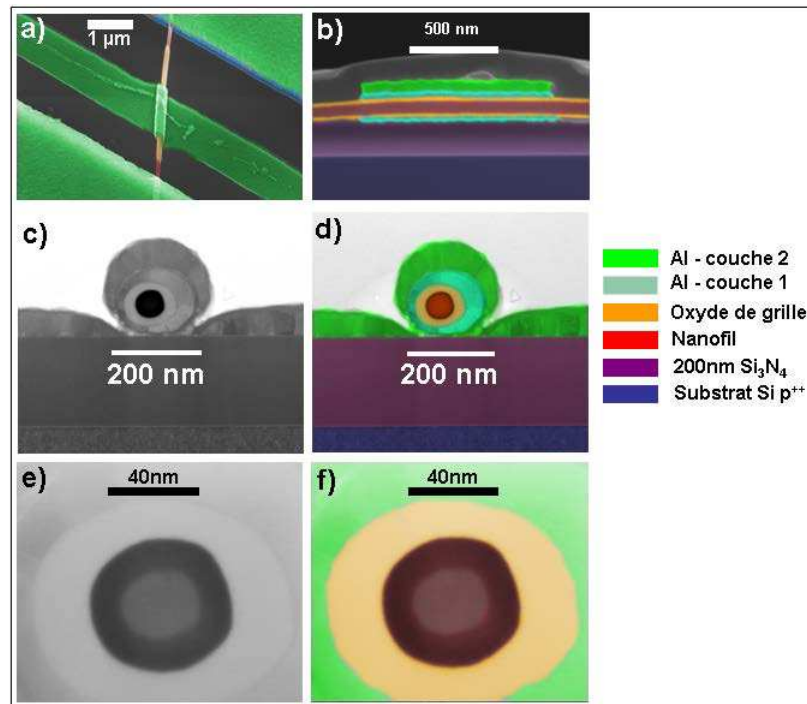 a)
1 µm
b)
500 nm
c)
200 nm
d)
200 nm
Al - couche 2
Al - couche 1
Oxyde de grille
Nanofil
200nm Si₃N₄
Substrat Si p⁺⁺
e)
40nm
f)
40nm